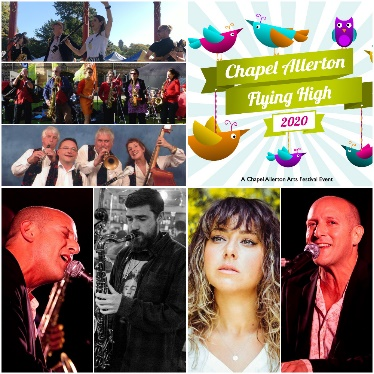 Chapel Allerton
Flying High
2020
A Chapel Allerton Arts Festival Event